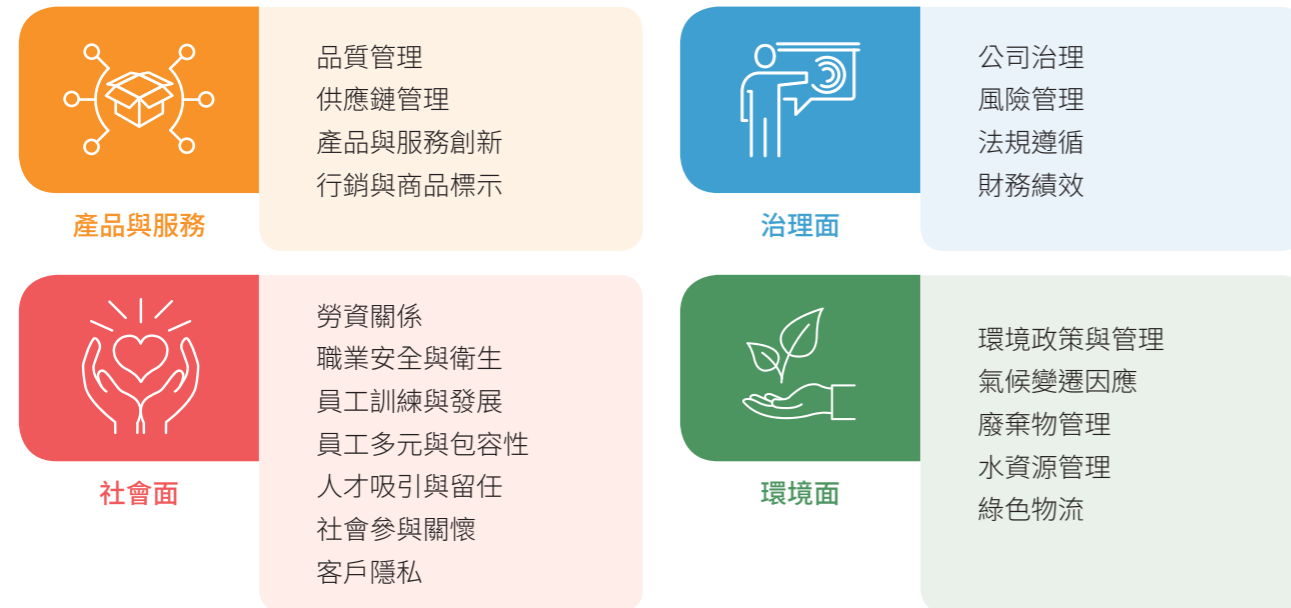 品質管理
供應鏈管理
產品與服務創新
行銷與商品標示
產品與服務
公司治理
風險管理
法規遵循
財務績效
治理面
勞資關係
職業安全與衛生
員工訓練與發展
員工多元與包容性
人才吸引與留任
社會參與關懷
客戶隱私
社會面
環境政策與管理
氣候變遷因應
廢棄物管理
水資源管理
綠色物流
環境面